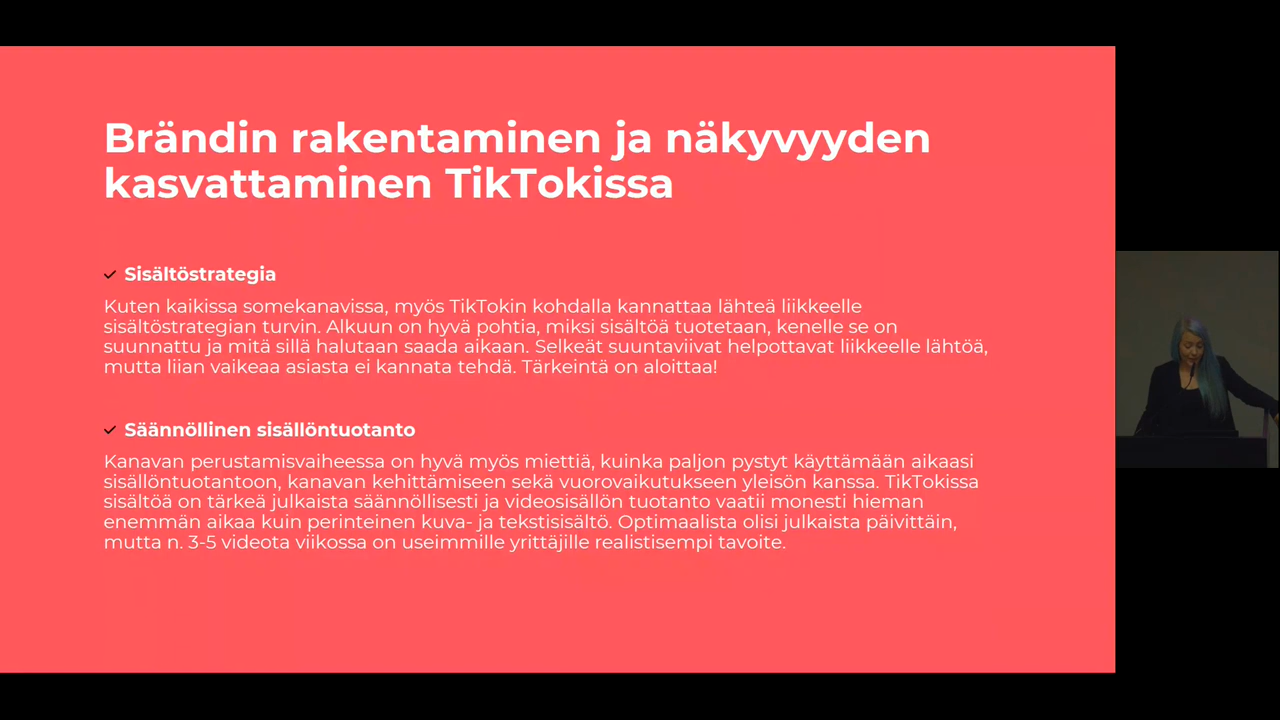 Brändin rakentaminen ja näkyvyyden
kasvattaminen TikTokissa
Sisältöstrategia
Kuten kaikissa somekanavissa, myös TikTokin kohdalla kannattaa lähteä liikkeelle
sisältöstrategian turvin. Alkuun on hyvä pohtia, miksi sisältöä tuotetaan, kenelle se on
suunnattu ja mitä sillä halutaan saada aikaan. Selkeät suuntaviivat helpottavat liikkeelle lähtöä,
mutta liian vaikeaa asiasta ei kannata tehdä. Tärkeintä on aloittaa!
Säännöllinen sisällöntuotanto
Kanavan perustamisvaiheessa on hyvä myös miettiä, kuinka paljon pystyt käyttämään aikaasi
sisällöntuotantoon, kanavan kehittämiseen sekä vuorovaikutukseen yleisön kanssa. TikTokissa
sisältöä on tärkeä julkaista säännöllisesti ja videosisällön tuotanto vaatii monesti hieman
enemmän aikaa kuin perinteinen kuva- ja tekstisisältö. Optimaalista olisi julkaista päivittäin,
mutta n. 3-5 videota viikossa on useimmille yrittäjille realistisempi tavoite.